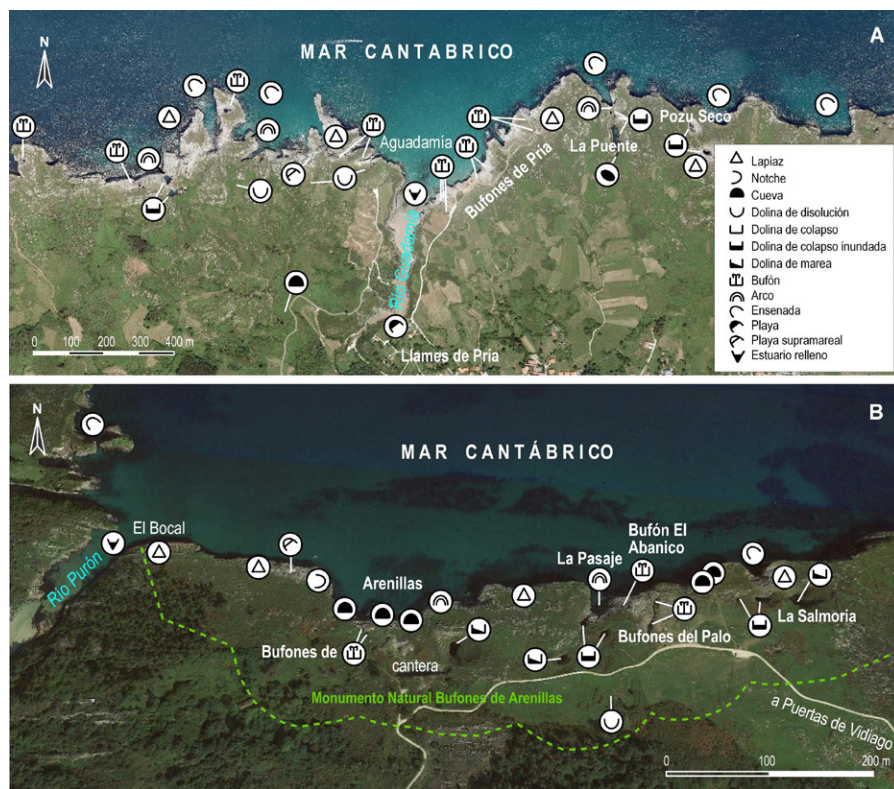 A
N
MAR CANTABRICO
Aguadamía
Pozu Seco
La Puente
Bufones de Pría
Río Guadamía
Llames de Pría
0 100 200 300 400 m
Lapiaz
Notche
Cueva
Dolina de disolución
Dolina de colapso
Dolina de colapso inundada
Dolina de marea
Bufón
Arco
Ensenada
Playa
Playa supramareal
Estuario relleno
B
N
MAR CANTÁBRICO
El Bocal
Río Purón
Arenillas
La Pasaje
Bufón El
Abanico
La Salmoria
Bufones del Palo
Bufones de
cantera
Monumento Natural Bufones de Arenillas
a Puertas de Vidiago
0 100 200 m